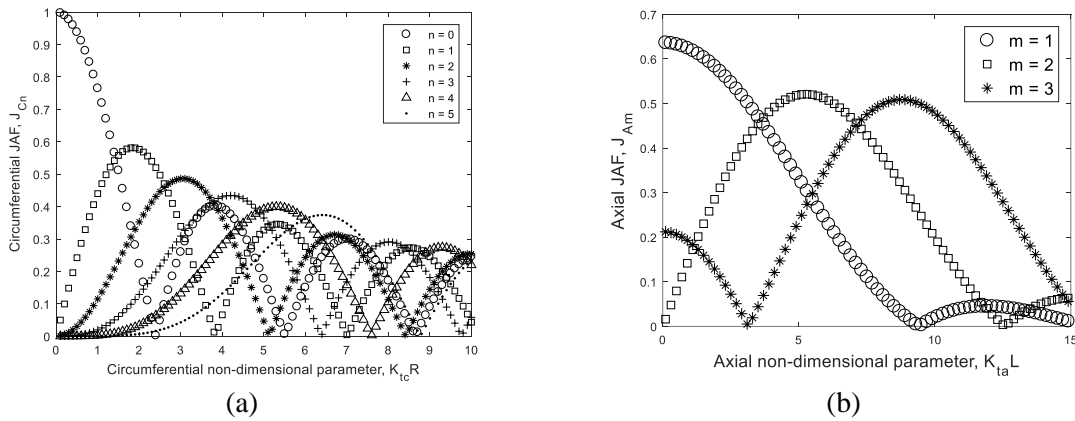 1
0.9
0.8
0.7
0.6
0.5
0.4
0.3
0.2
0.1
0
Circumferential JAF, J_Cn
n = 0
n = 1
n = 2
n = 3
n = 4
n = 5
0 1 2 3 4 5 6 7 8 9 10
Circumferential non-dimensional parameter, K_tcR
(a)
0.7
0.6
0.5
0.4
0.3
0.2
0.1
0
Axial JAF, J_Am
m = 1
m = 2
m = 3
0 5 10 15
Axial non-dimensional parameter, K_taL
(b)